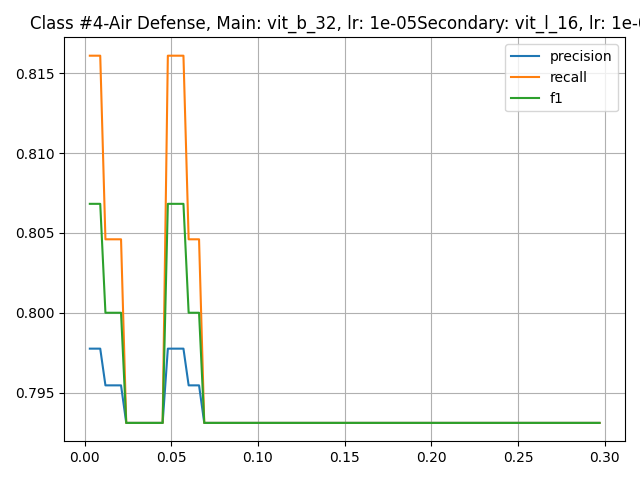 Class #4-Air Defense, Main: vit_b_32, lr: 1e-05Secondary: vit_l_16, lr: 1e-
precision
recall
f1
0.815
0.810
0.805
0.800
0.795
0.00 0.05 0.10 0.15 0.20 0.25 0.30